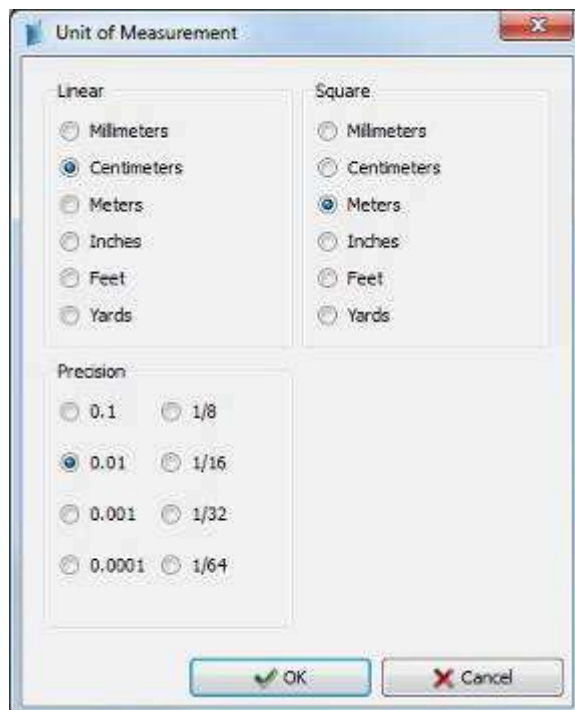 Unit of Measurement
Linear
Millimeters
Centimeters
Meters
Inches
Feet
Yards
Square
Millimeters
Centimeters
Meters
Inches
Feet
Yards
Precision
0.1 1/8
0.01 1/16
0.001 1/32
0.0001 1/64
OK Cancel